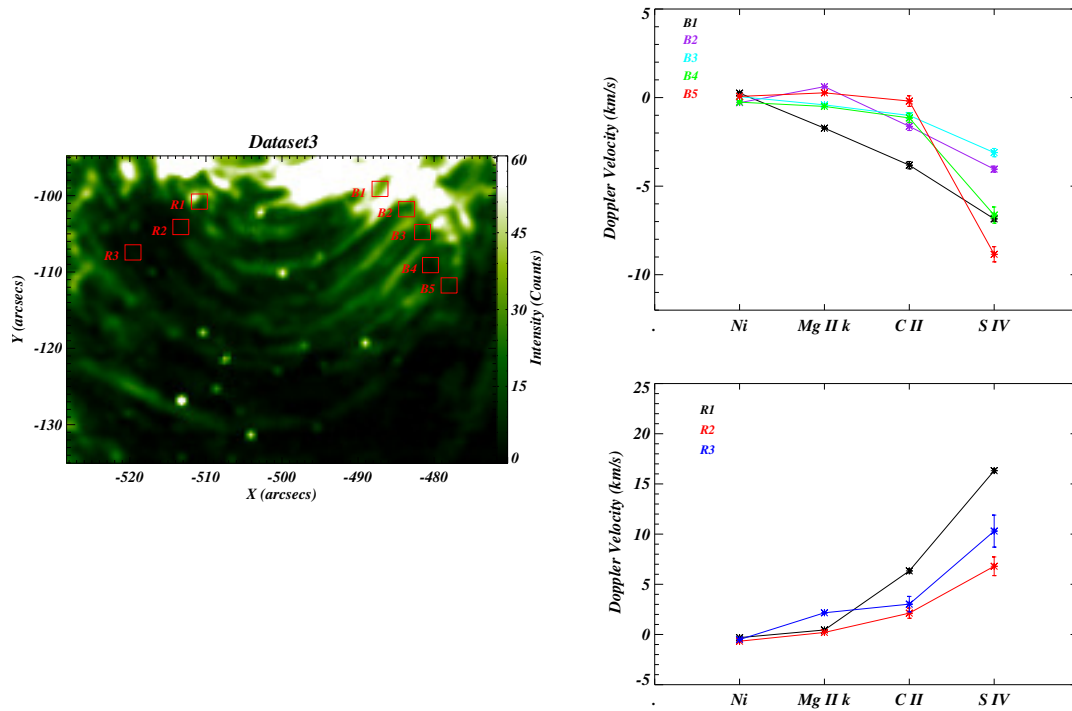 Dataset3
Y (arcsecs)
-100
-110
-120
-130
-520
-510
-500
-490
-480
X (arcsecs)
R1
R2
R3
B1
B2
B3
B4
B5
60
45
30
15
0
Intensity (Counts)
B1
B2
B3
B4
B5
Doppler Velocity (km/s)
5
0
-5
-10
. Ni Mg II k C II S IV
R1
R2
R3
Doppler Velocity (km/s)
25
20
15
10
5
0
-5
. Ni Mg II k C II S IV